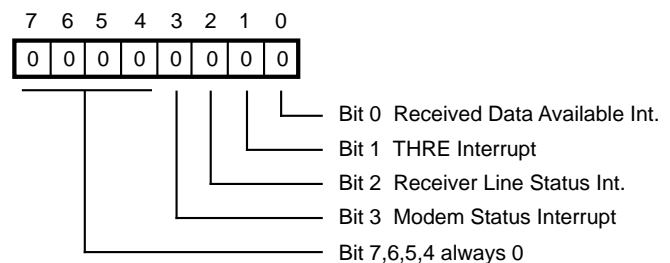 7 6 5 4 3 2 1 0
0 0 0 0 0 0 0 0
Bit 0 Received Data Available Int.
Bit 1 THRE Interrupt
Bit 2 Receiver Line Status Int.
Bit 3 Modem Status Interrupt
Bit 7,6,5,4 always 0